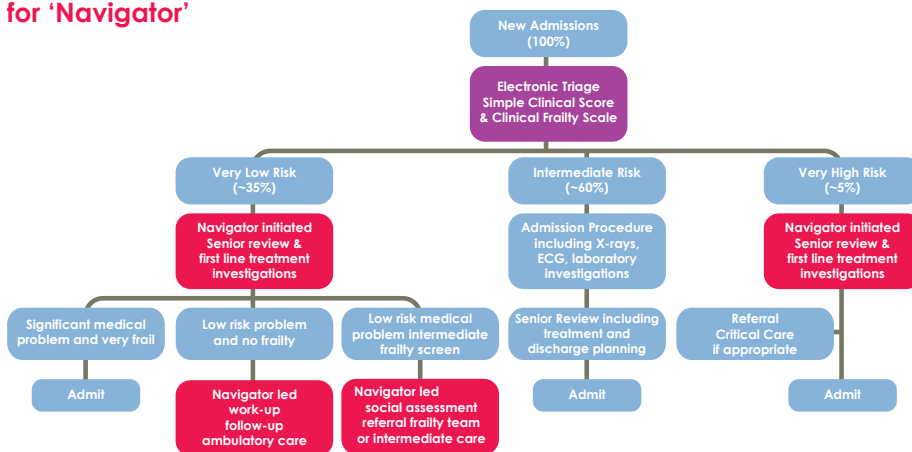 for ‘Navigator’
New Admissions
(100%)
Electronic Triage
Simple Clinical Score
& Clinical Frailty Scale
Very Low Risk
(~35%)
Intermediate Risk
(~60%)
Very High Risk
(~5%)
Navigator initiated
Senior review &
first line treatment
investigations
Admission Procedure
including X-rays,
ECG, laboratory
investigations
Navigator initiated
Senior review &
first line treatment
investigations
Significant medical
problem and very frail
Low risk problem
and no frailty
Low risk medical
problem intermediate
frailty screen
Senior Review including
treatment and
discharge planning
Referral
Critical Care
if appropriate
Admit
Navigator led
work-up
follow-up
ambulatory care
Navigator led
social assessment
referral frailty team
or intermediate care
Admit
Admit